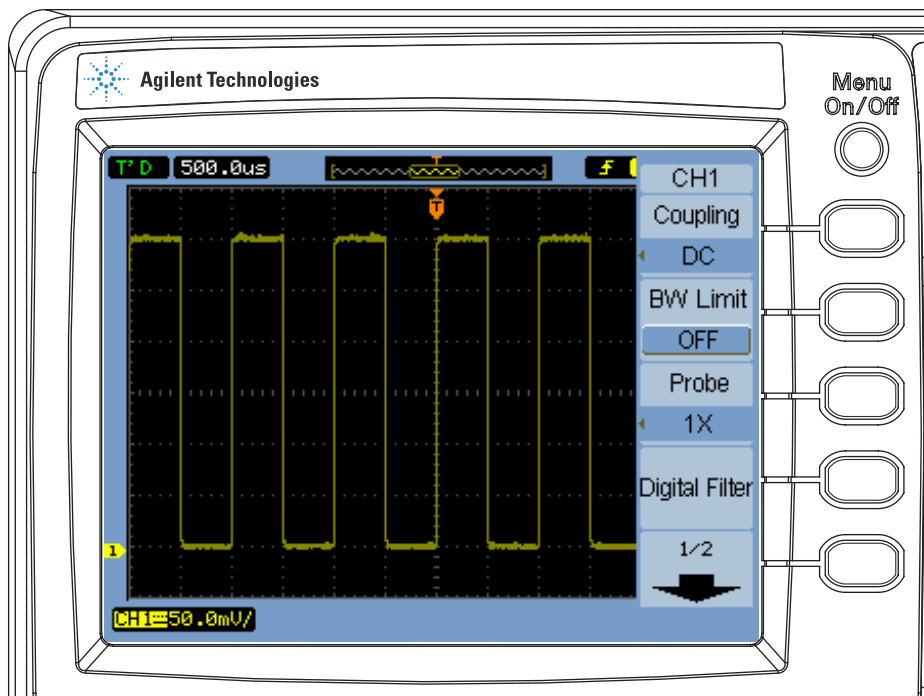 Agilent Technologies
Menu
On/Off
T'D 500.0us
T
T
CH1
Coupling
DC
BW Limit
OFF
Probe
1X
Digital Filter
1/2
1
CH1 50.0mV/